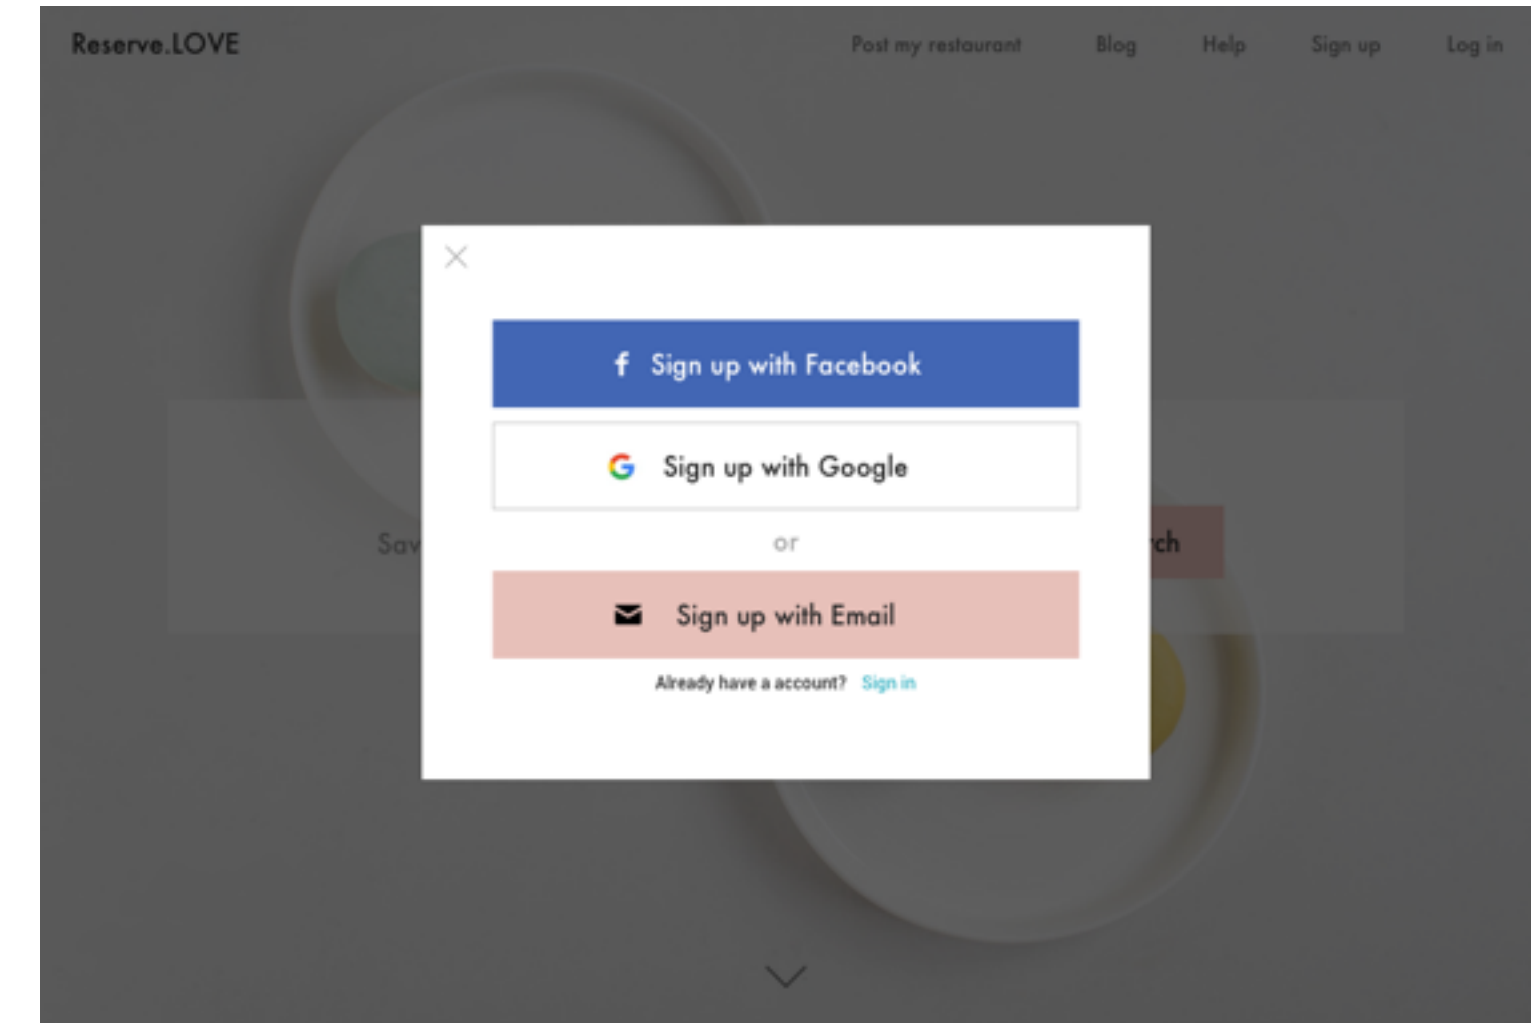 Reserve.LOVE Post my restaurant Blog Help Sign up Log in
f Sign up with Facebook
G Sign up with Google
or
Sign up with Email
Already have a account? Sign in